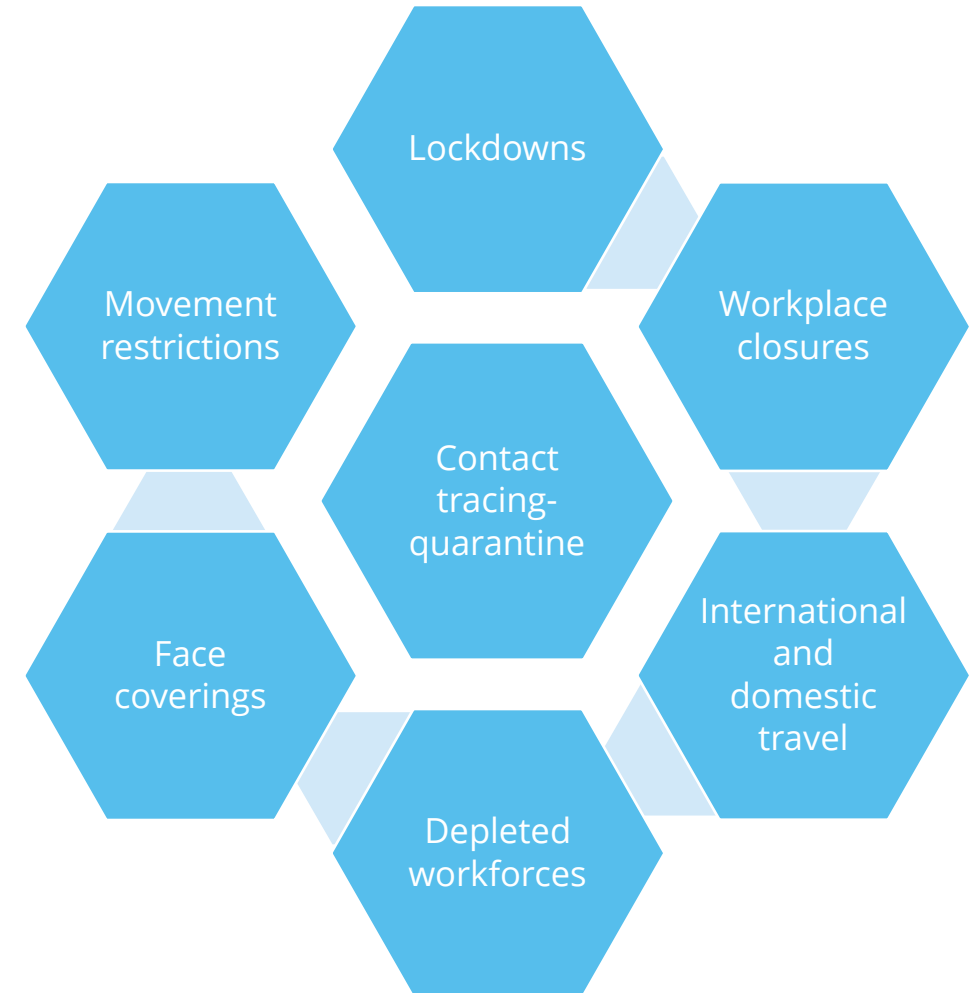 Lockdowns
Movement
restrictions
Workplace
closures
Contact
tracing-
quarantine
International
and
domestic
travel
Face
coverings
Depleted
workforces